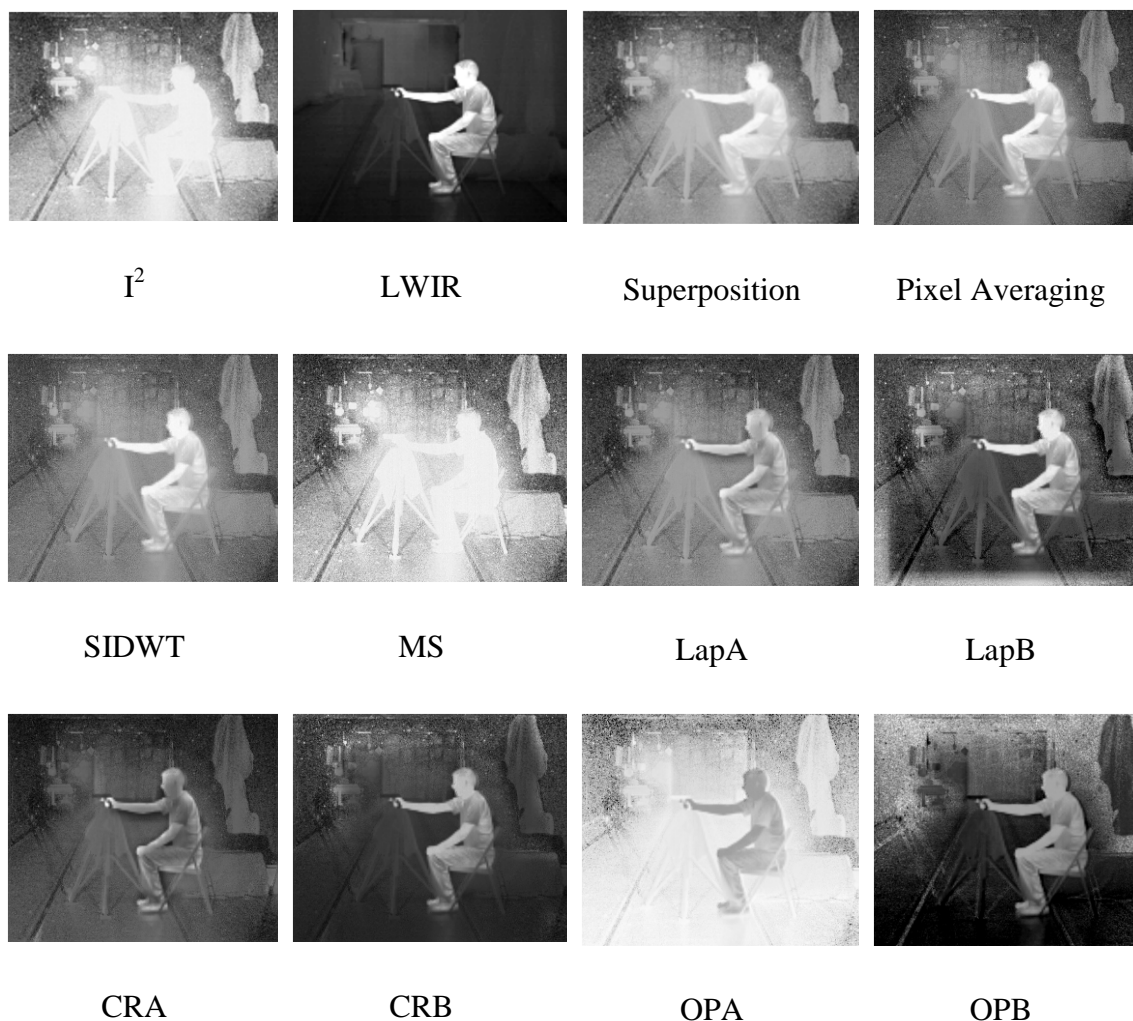 I²
LWIR
Superposition
Pixel Averaging
SIDWT
MS
LapA
LapB
CRA
CRB
OPA
OPB